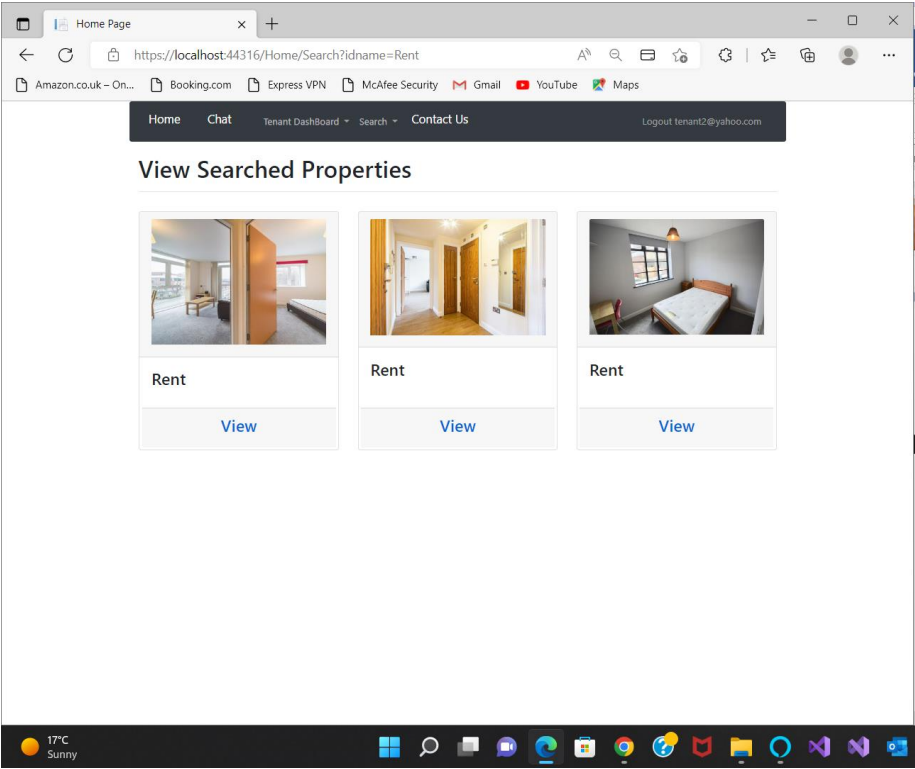 Home Page
https://localhost:44316/Home/Search?idname=Rent
Amazon.co.uk – On... Booking.com Express VPN McAfee Security Gmail YouTube Maps
Home Chat Tenant DashBoard Search Contact Us Logout tenant2@yahoo.com
View Searched Properties
Rent Rent Rent
View View View
17°C
Sunny